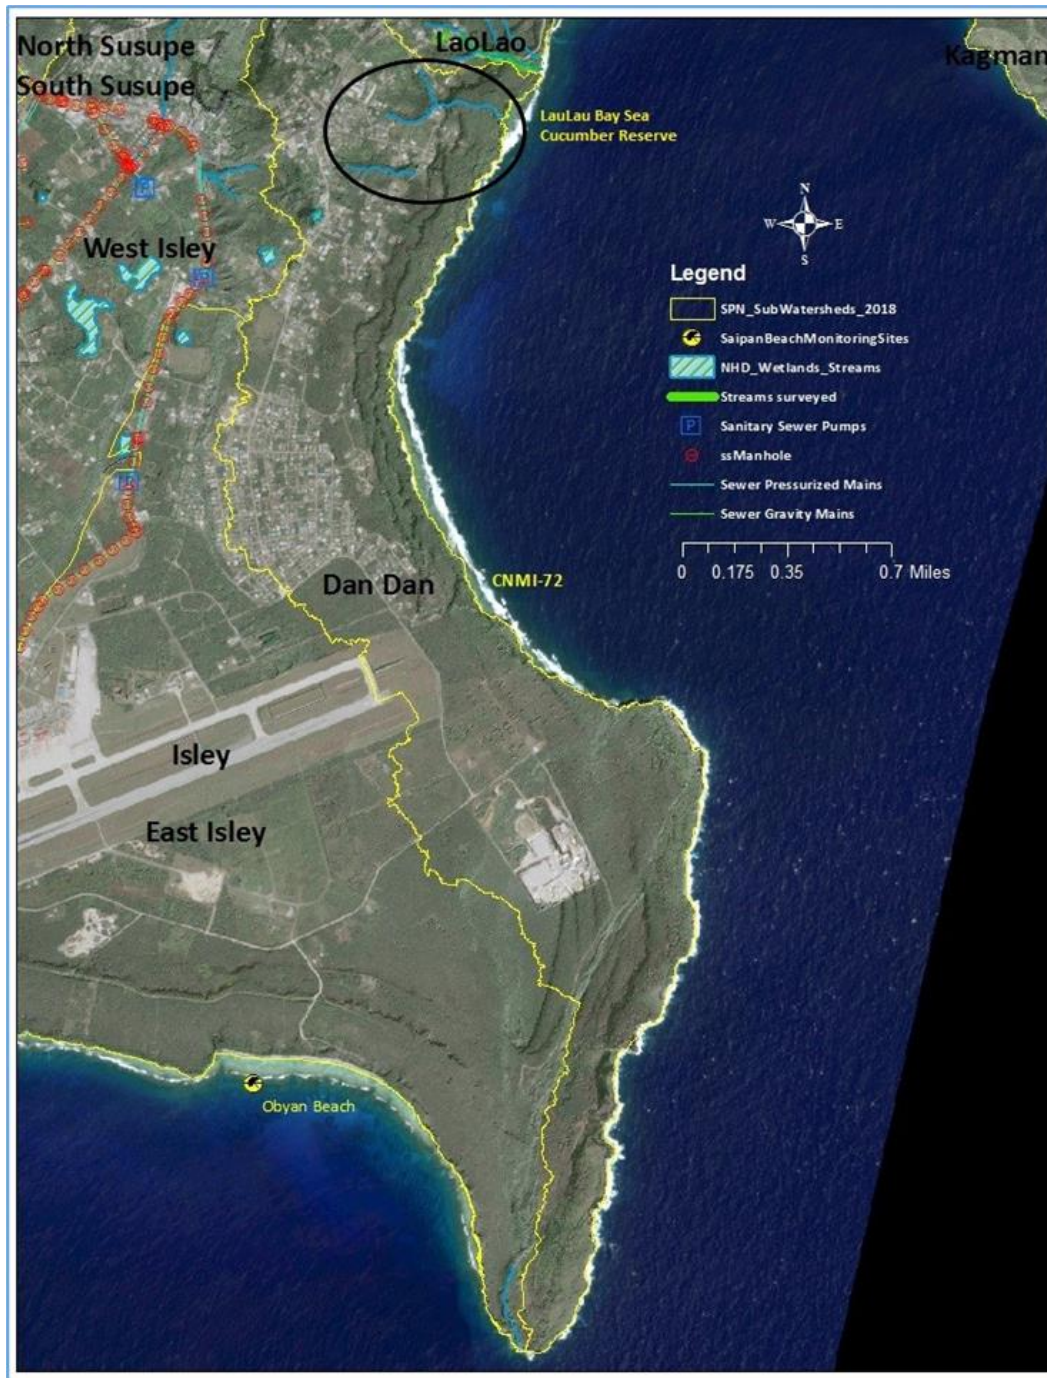 North Susupe
South Susupe
LaoLao
Kagman
LauLau Bay Sea
Cucumber Reserve
N
W E
S
West Isley
Legend
SPN_SubWatersheds_2018
SaipanBeachMonitoringSites
NHD_Wetlands_Streams
Streams surveyed
P Sanitary Sewer Pumps
ssManhole
Sewer Pressurized Mains
Sewer Gravity Mains
0 0.175 0.35 0.7 Miles
Dan Dan
CNMI-72
Isley
East Isley
Obyan Beach